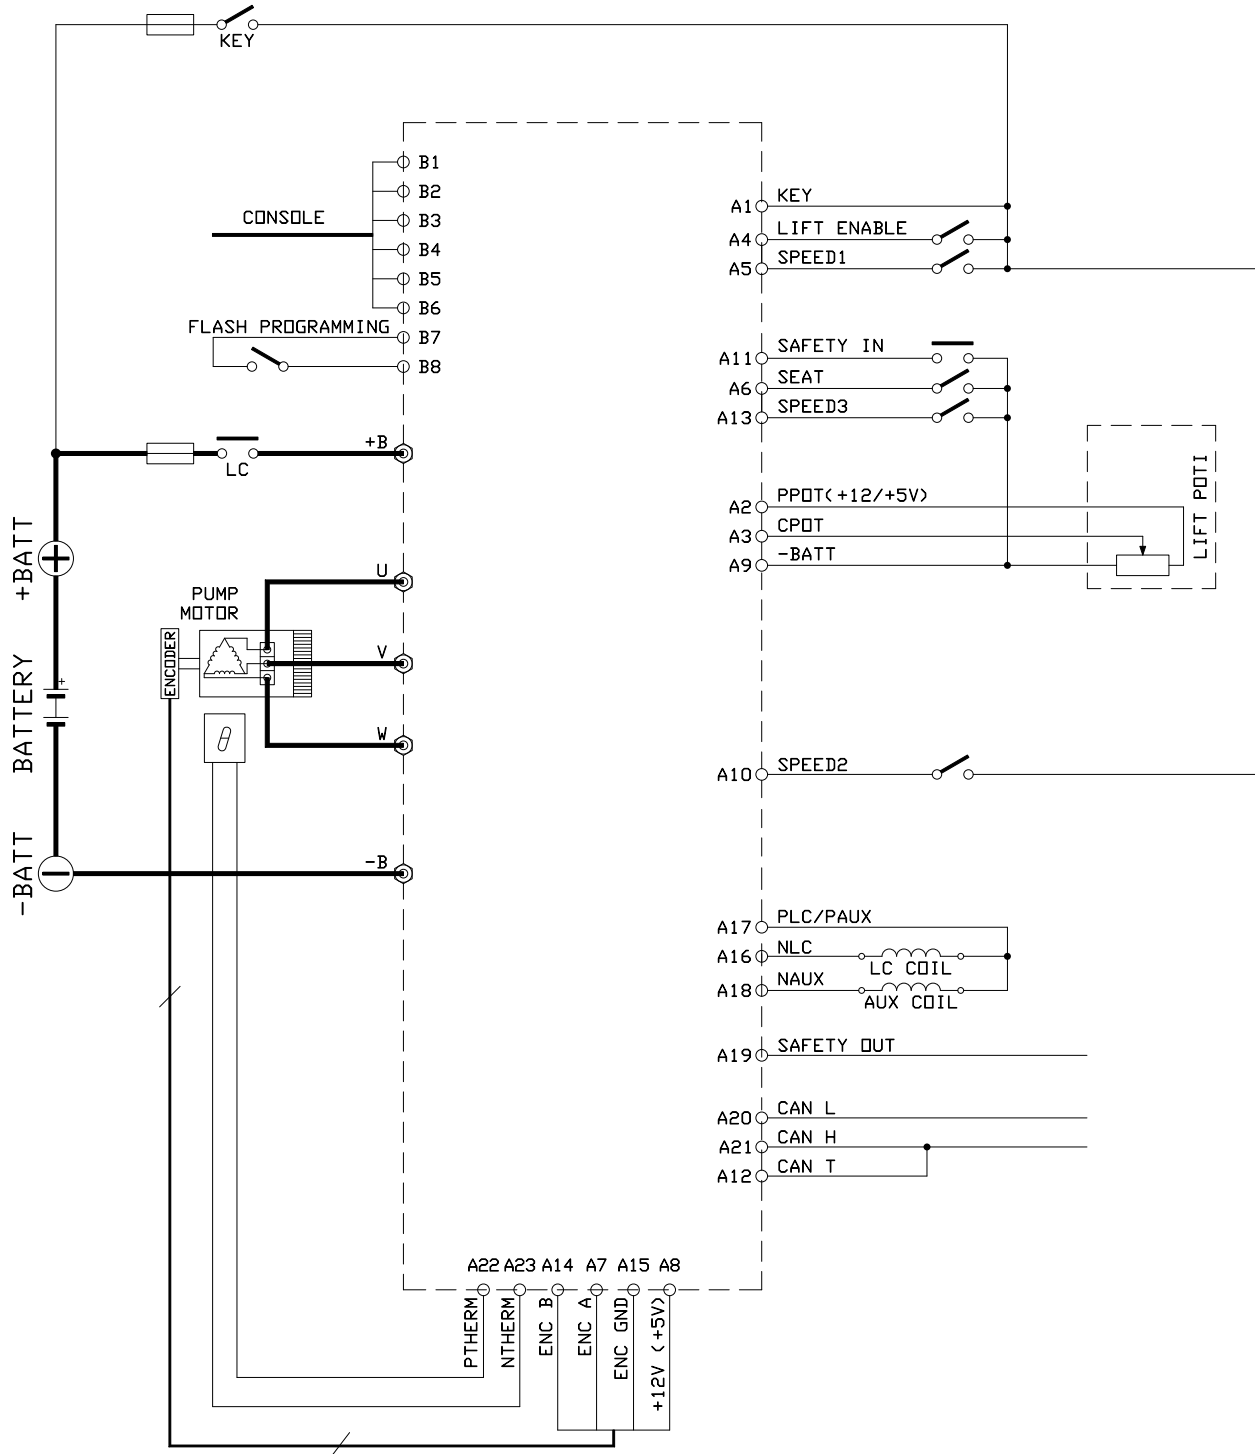 KEY
B1
B2
CONSOLE
B3
B4
B5
B6
FLASH PROGRAMMING
B7
B8
+B
LC
+BATT
BATTERY
+
-BATT
PUMP
MOTOR
ENCODER
U
V
W
-B
A1 KEY
A4 LIFT ENABLE
A5 SPEED1
A11 SAFETY IN
A6 SEAT
A13 SPEED3
A2 PPOT(+12/+5V)
A3 CPOT
A9 -BATT
LIFT POTI
A10 SPEED2
A17 PLC/PAUX
A16 NLC
LC COIL
A18 NAUX
AUX COIL
A19 SAFETY OUT
A20 CAN L
A21 CAN H
A12 CAN T
A22 A23 A14 A7 A15 A8
PTHERM
NTHERM
ENC B
ENC A
ENC GND
+12V (+5V)